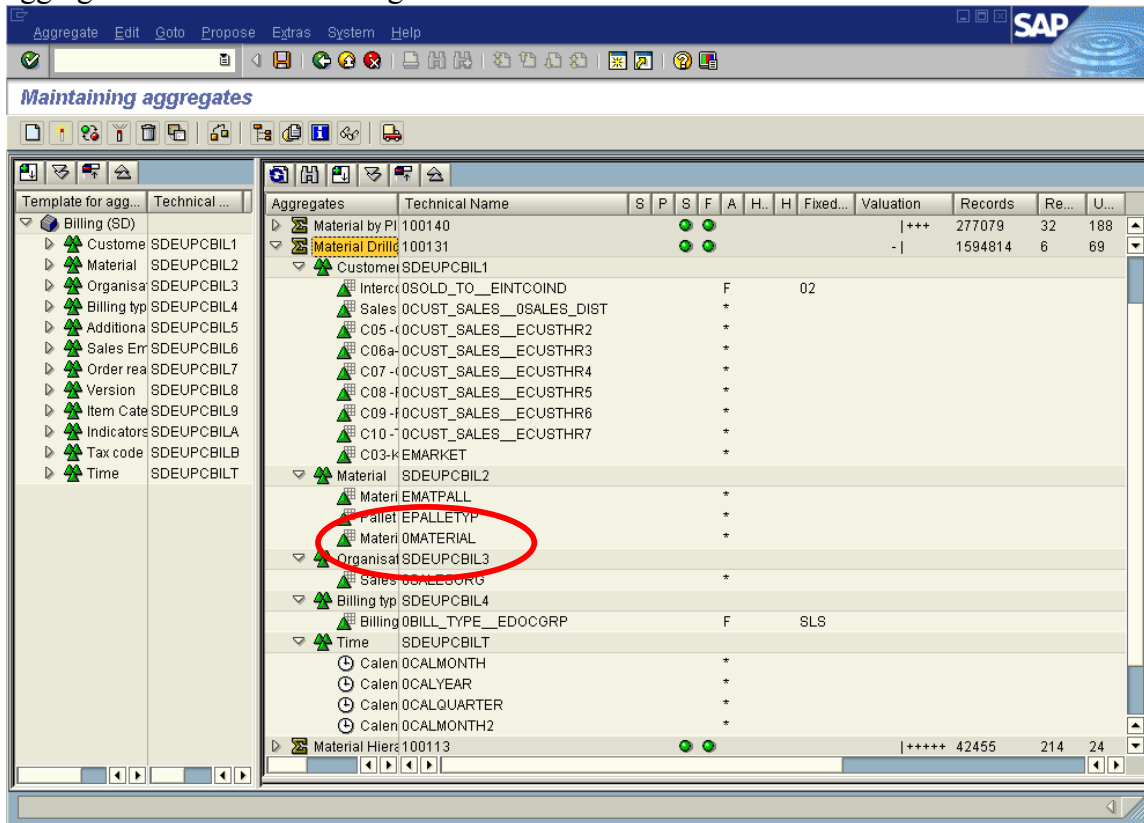 Aggregate Edit Goto Propose Extras System Help
SAP
Maintaining aggregates
Template for agg... Technical ...
Billing (SD)
Custome SDEUPCBIL1
Material SDEUPCBIL2
Organisa SDEUPCBIL3
Billing typ SDEUPCBIL4
Additiona SDEUPCBIL5
Sales Em SDEUPCBIL6
Order rea SDEUPCBIL7
Version SDEUPCBIL8
Item Cate SDEUPCBIL9
Indicators SDEUPCBILA
Tax code SDEUPCBILB
Time SDEUPCBILT
Aggregates Technical Name S P S F A H.. H Fixed... Valuation Records Re... U...
Material by Pl 100140 |+++ 277079 32 188
Material Drillo 100131 -| 1594814 6 69
Customer SDEUPCBIL1
Interco 0SOLD_TO__EINTCOIND F 02
Sales 0CUST_SALES__0SALES_DIST *
C05 - 0CUST_SALES__ECUSTHR2 *
C06a- 0CUST_SALES__ECUSTHR3 *
C07 - 0CUST_SALES__ECUSTHR4 *
C08 - 0CUST_SALES__ECUSTHR5 *
C09 - 0CUST_SALES__ECUSTHR6 *
C10 - 0CUST_SALES__ECUSTHR7 *
C03- EMARKET *
Material SDEUPCBIL2
Materi EMATPALL *
Pallet EPALLETYP *
Materi 0MATERIAL *
Organisat SDEUPCBIL3
Sales 0SALESORG *
Billing typ SDEUPCBIL4
Billing 0BILL_TYPE__EDOCGRP F SLS
Time SDEUPCBILT
Calen 0CALMONTH *
Calen 0CALYEAR *
Calen 0CALQUARTER *
Calen 0CALMONTH2 *
Material Hiera 100113 |+++++ 42455 214 24